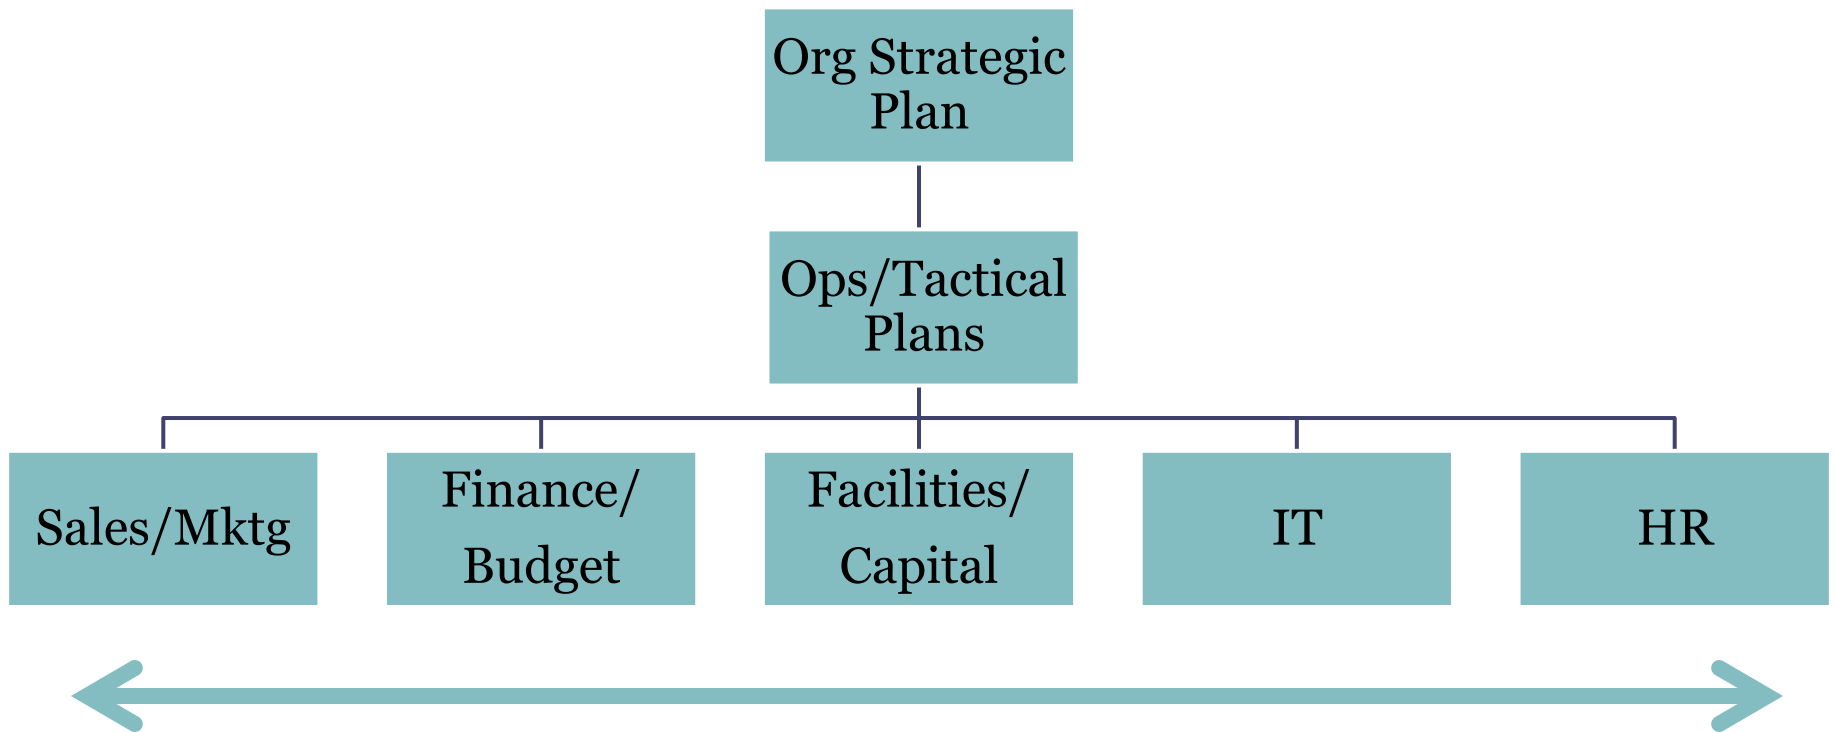 Org Strategic
Plan
Ops/Tactical
Plans
Sales/Mktg
Finance/
Budget
Facilities/
Capital
IT
HR